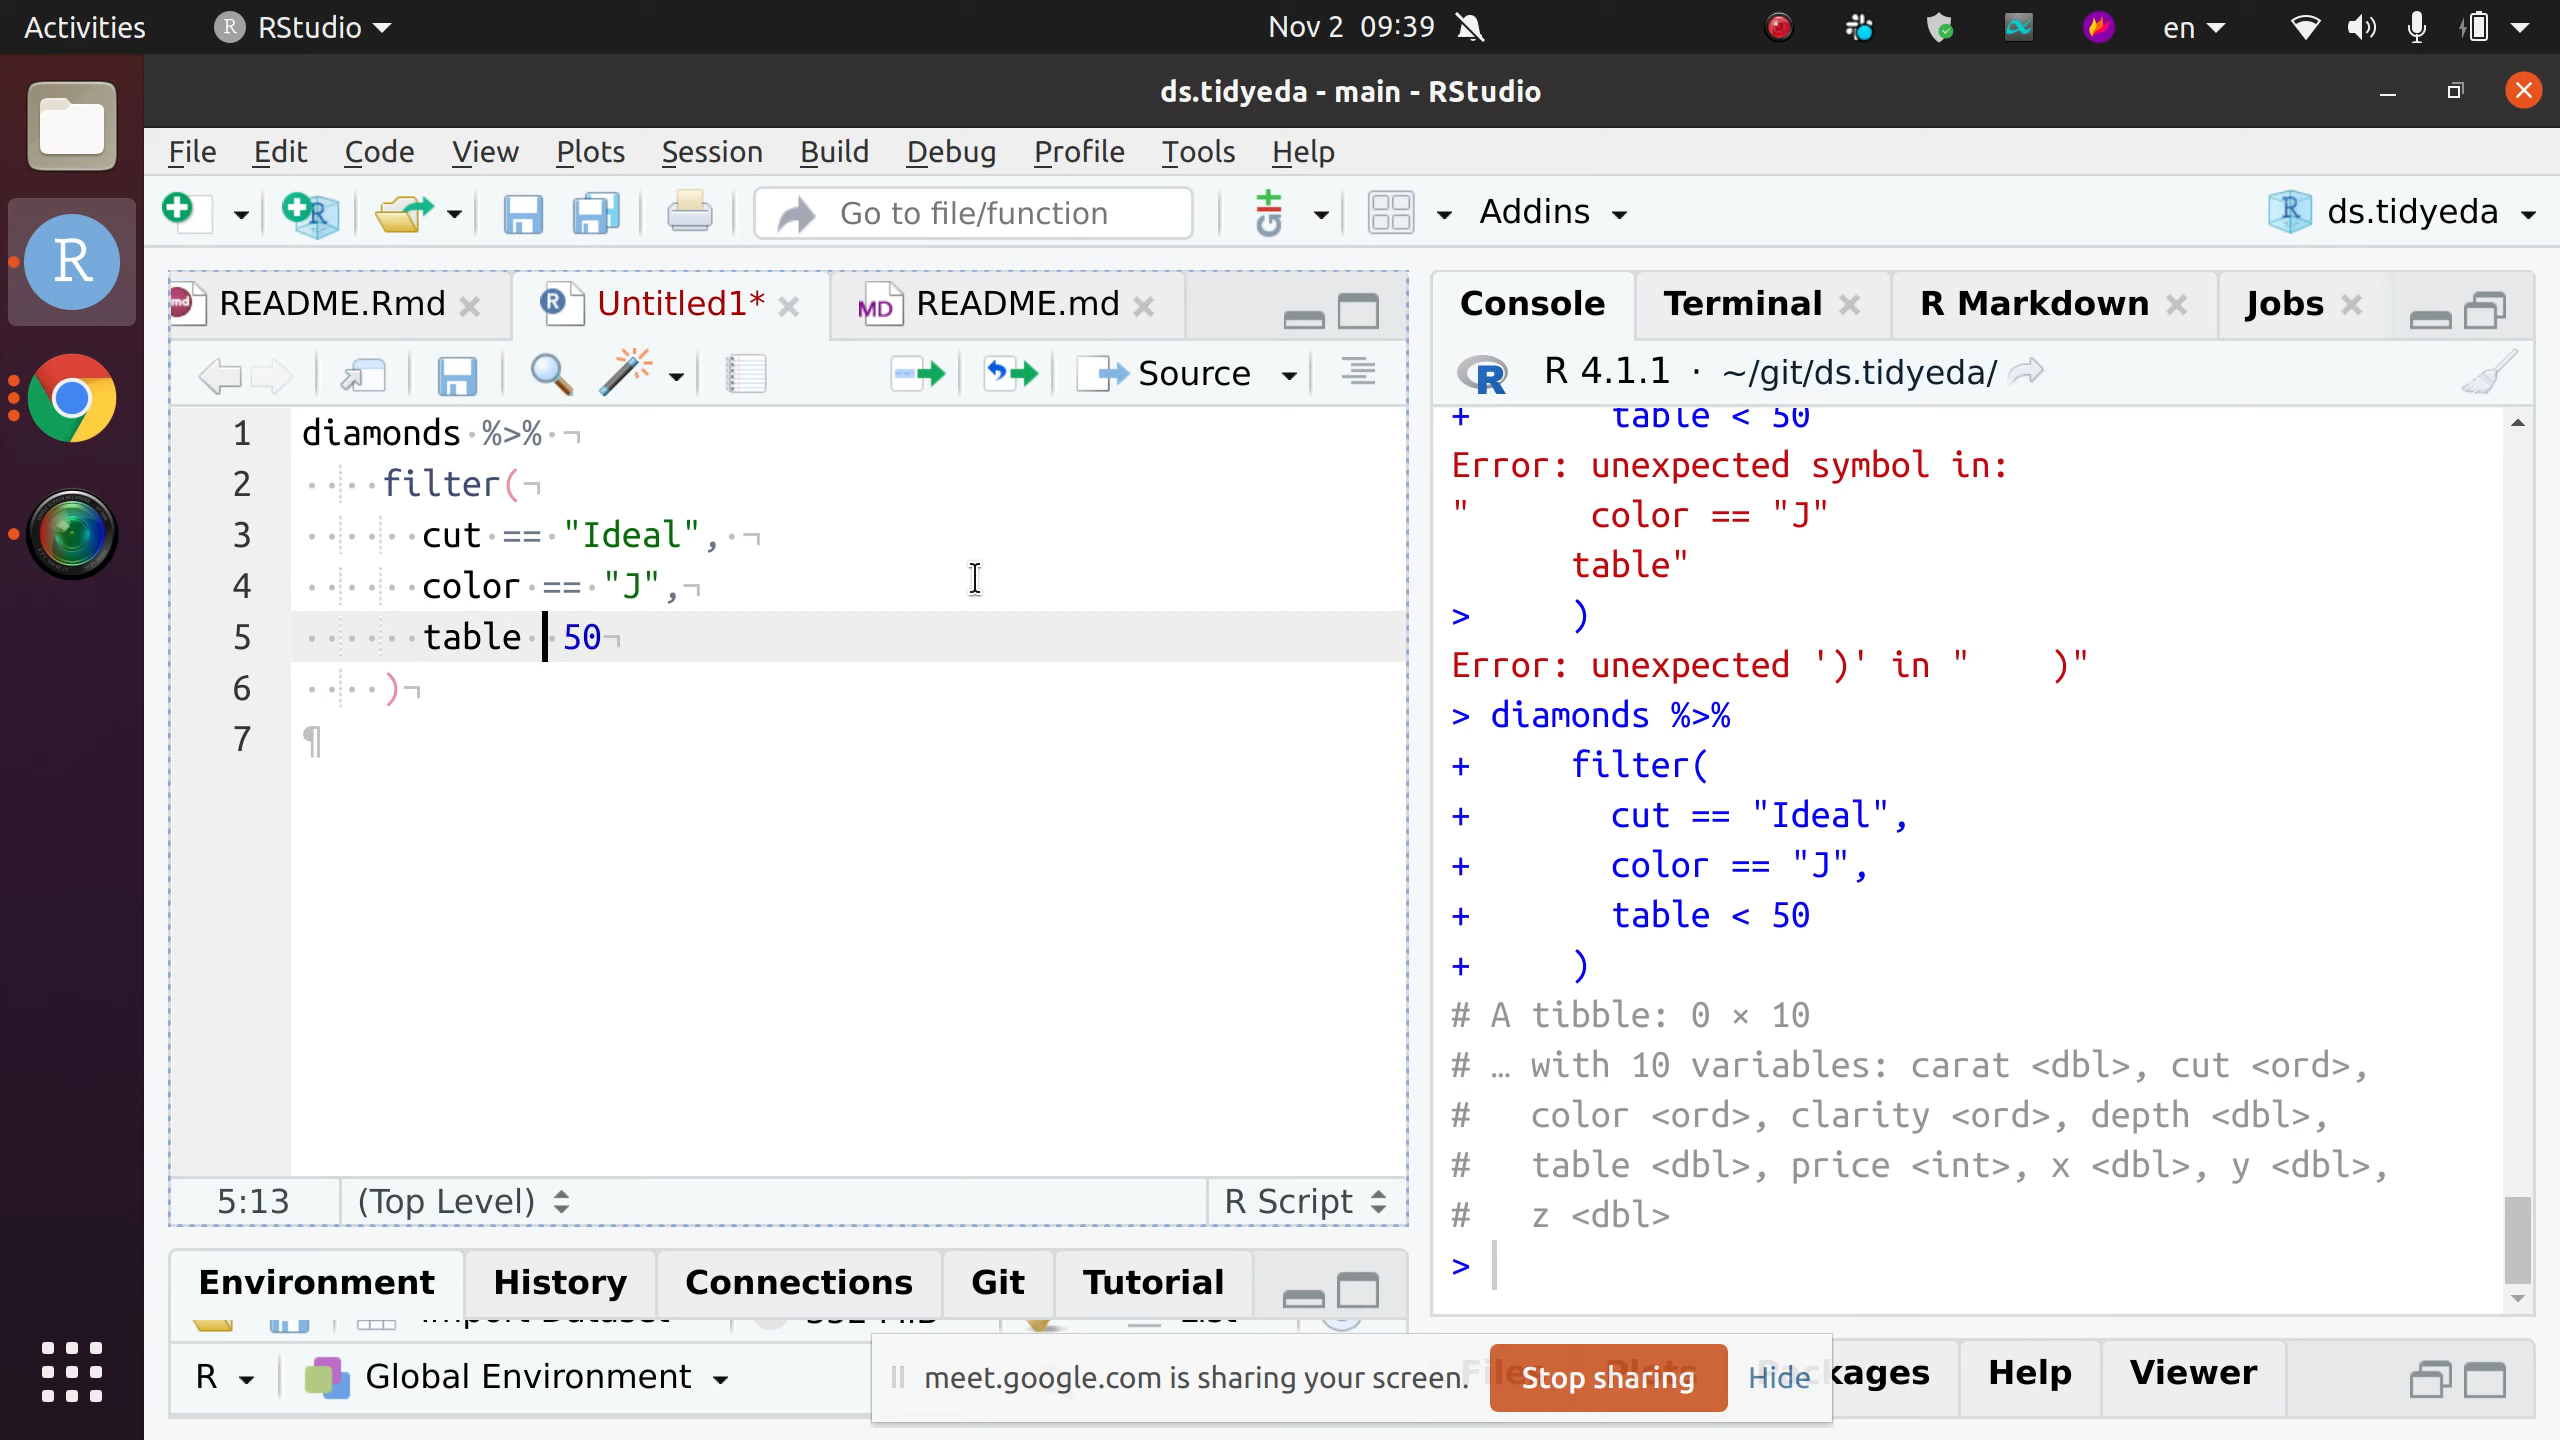 Activities
RStudio
Nov 2 09:39
en
ds.tidyeda - main - RStudio
File Edit Code View Plots Session Build Debug Profile Tools Help
Go to file/function
Addins
ds.tidyeda
README.Rmd
Untitled1*
README.md
Source
1 diamonds %>%
2 filter(
3 cut == "Ideal",
4 color == "J",
5 table 50
6 )
7
5:13 (Top Level) R Script
Environment History Connections Git Tutorial
Import Dataset
R Global Environment
Console Terminal R Markdown Jobs
R 4.1.1 · ~/git/ds.tidyeda/
+ table < 50
Error: unexpected symbol in:
" color == "J"
table"
> )
Error: unexpected ')' in " )"
> diamonds %>%
+ filter(
+ cut == "Ideal",
+ color == "J",
+ table < 50
+ )
# A tibble: 0 × 10
# … with 10 variables: carat <dbl>, cut <ord>,
# color <ord>, clarity <ord>, depth <dbl>,
# table <dbl>, price <int>, x <dbl>, y <dbl>,
# z <dbl>
>
Packages Help Viewer
meet.google.com is sharing your screen.
Stop sharing
Hide